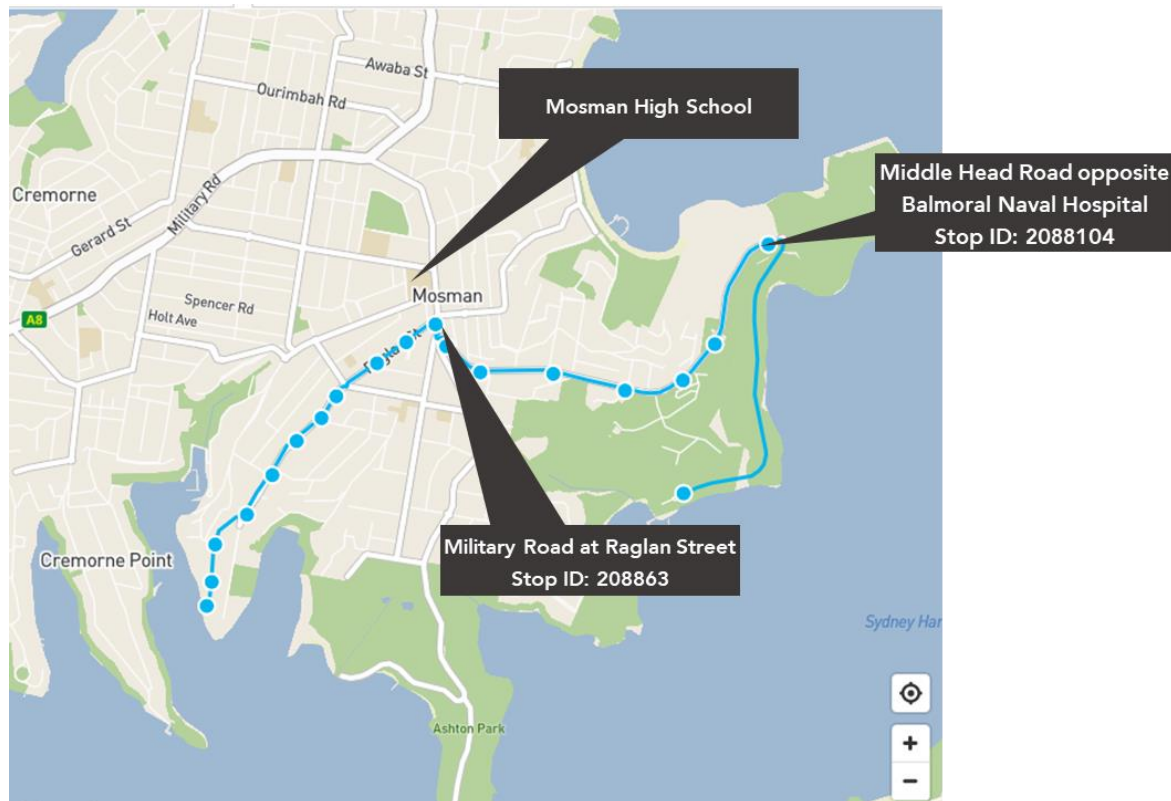 Awaba St
Ourimbah Rd
Mosman High School
Middle Head Road opposite
Balmoral Naval Hospital
Stop ID: 2088104
Cremorne
Military Rd
Gerard St
Mosman
Spencer Rd
Holt Ave
A8
Military Road at Raglan Street
Stop ID: 208863
Cremorne Point
Sydney Har
Ashton Park
+
−